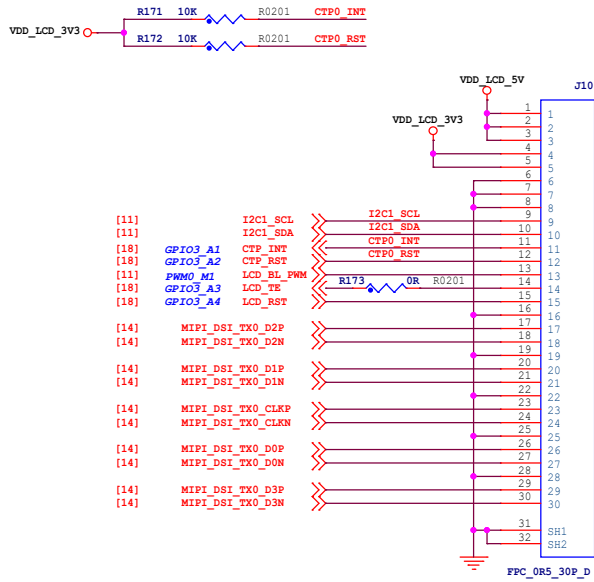 R171 10K R0201 CTP0_INT
VDD_LCD_3V3
R172 10K R0201 CTP0_RST
VDD_LCD_5V
J10
1 1
2 2
VDD_LCD_3V3
3 3
4 4
5 5
6 6
7 7
8 8
[11] I2C1_SCL I2C1_SCL 9 9
[11] I2C1_SDA I2C1_SDA 10 10
[18] GPIO3_A1 CTP_INT CTP0_INT 11 11
[18] GPIO3_A2 CTP_RST CTP0_RST 12 12
[11] PWM0_M1 LCD_BL_PWM 13 13
[18] GPIO3_A3 LCD_TE R173 0R R0201 14 14
[18] GPIO3_A4 LCD_RST 15 15
16 16
[14] MIPI_DSI_TX0_D2P 17 17
[14] MIPI_DSI_TX0_D2N 18 18
19 19
[14] MIPI_DSI_TX0_D1P 20 20
[14] MIPI_DSI_TX0_D1N 21 21
22 22
[14] MIPI_DSI_TX0_CLKP 23 23
[14] MIPI_DSI_TX0_CLKN 24 24
25 25
[14] MIPI_DSI_TX0_D0P 26 26
[14] MIPI_DSI_TX0_D0N 27 27
28 28
[14] MIPI_DSI_TX0_D3P 29 29
[14] MIPI_DSI_TX0_D3N 30 30
31 SH1
32 SH2
FPC_0R5_30P_D